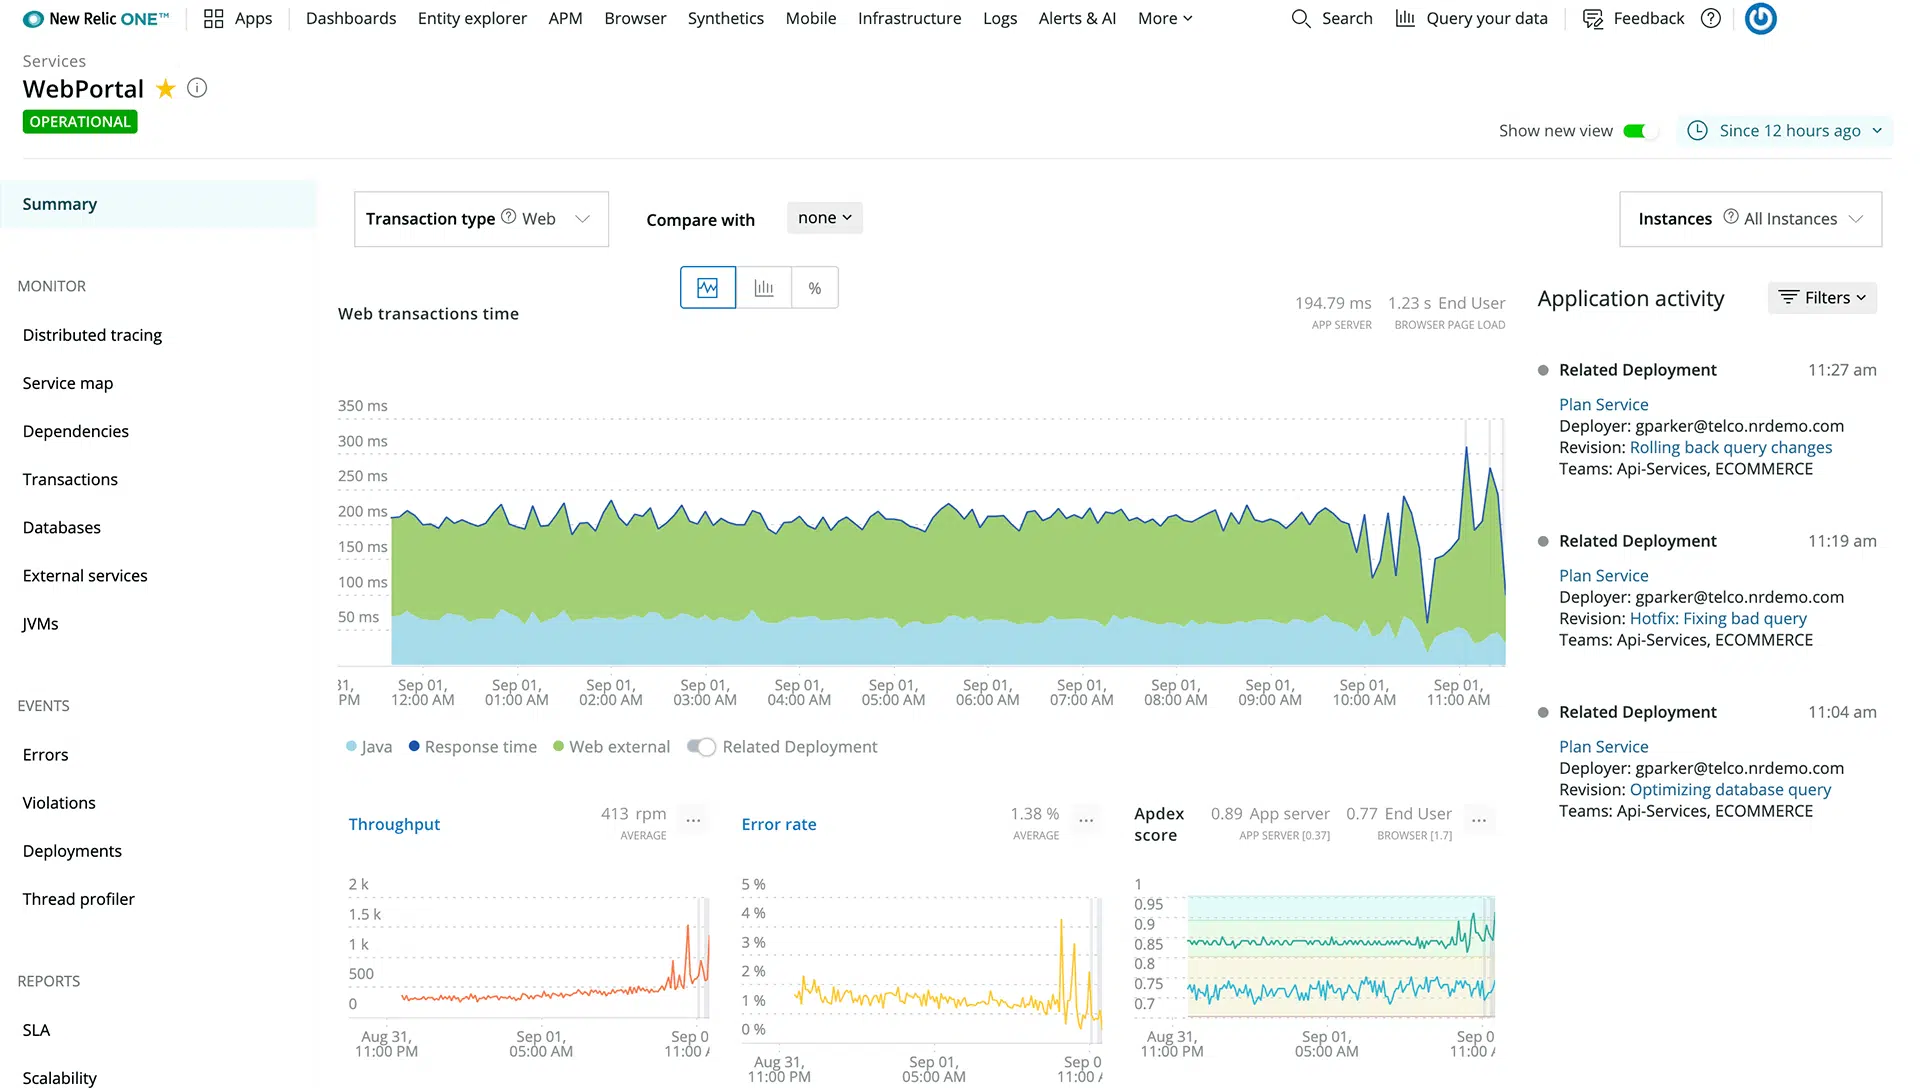 New Relic ONE™ Apps Dashboards Entity explorer APM Browser Synthetics Mobile Infrastructure Logs Alerts & AI More Search Query your data Feedback ?
Services
WebPortal
OPERATIONAL
Show new view Since 12 hours ago
Summary
MONITOR
Distributed tracing
Service map
Dependencies
Transactions
Databases
External services
JVMs
EVENTS
Errors
Violations
Deployments
Thread profiler
REPORTS
SLA
Scalability
Transaction type ? Web
Compare with none
Instances ? All Instances
%
Web transactions time
194.79 ms 1.23 s End User
APP SERVER BROWSER PAGE LOAD
350 ms
300 ms
250 ms
200 ms
150 ms
100 ms
50 ms
31, Sep 01, Sep 01, Sep 01, Sep 01, Sep 01, Sep 01, Sep 01, Sep 01, Sep 01, Sep 01, Sep 01, Sep 01,
PM 12:00 AM 01:00 AM 02:00 AM 03:00 AM 04:00 AM 05:00 AM 06:00 AM 07:00 AM 08:00 AM 09:00 AM 10:00 AM 11:00 AM
Java Response time Web external Related Deployment
Throughput
413 rpm
AVERAGE
...
2 k
1.5 k
1 k
500
0
Aug 31, Sep 01, Sep 0
11:00 PM 05:00 AM 11:00
Error rate
1.38 %
AVERAGE
...
5 %
4 %
3 %
2 %
1 %
0 %
Aug 31, Sep 01, Sep 0
11:00 PM 05:00 AM 11:00
Apdex
score
0.89 App server 0.77 End User
APP SERVER [0.37] BROWSER [1.7]
...
1
0.95
0.9
0.85
0.8
0.75
0.7
Aug 31, Sep 01, Sep 0
11:00 PM 05:00 AM 11:00
Application activity Filters
Related Deployment 11:27 am
Plan Service
Deployer: gparker@telco.nrdemo.com
Revision: Rolling back query changes
Teams: Api-Services, ECOMMERCE
Related Deployment 11:19 am
Plan Service
Deployer: gparker@telco.nrdemo.com
Revision: Hotfix: Fixing bad query
Teams: Api-Services, ECOMMERCE
Related Deployment 11:04 am
Plan Service
Deployer: gparker@telco.nrdemo.com
Revision: Optimizing database query
Teams: Api-Services, ECOMMERCE